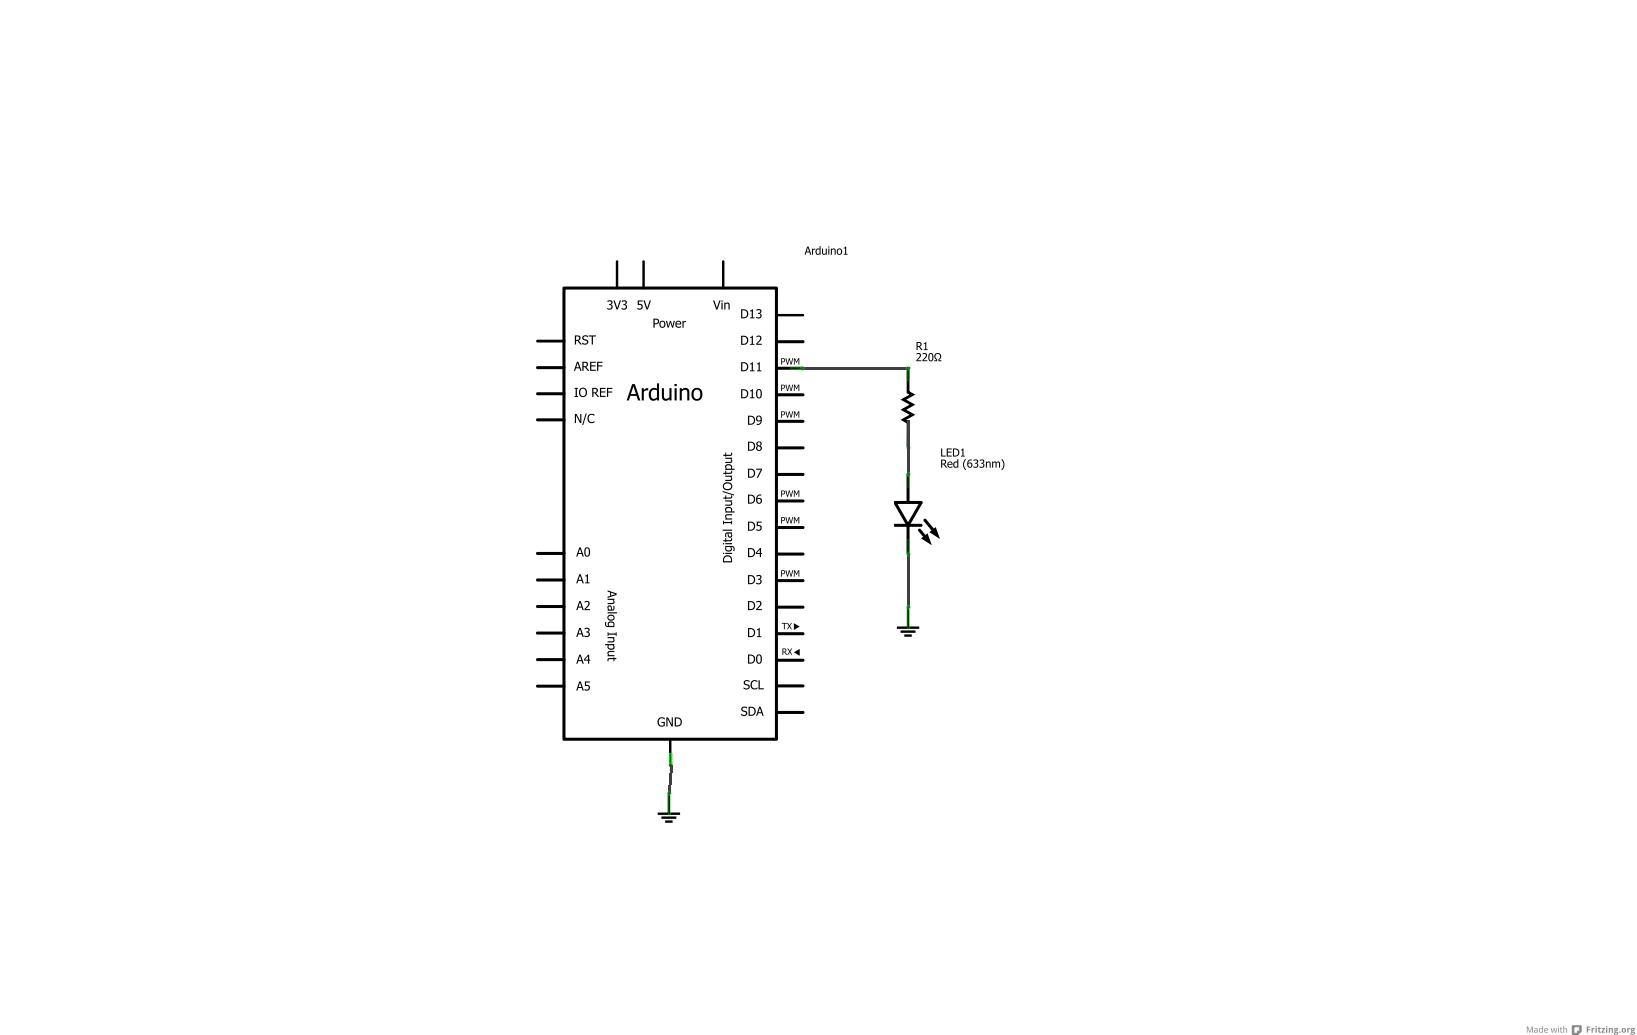 Arduino1
3V3 5V Vin
Power
D13
RST
D12
AREF
D11 PWM
R1
220Ω
IO REF
Arduino
D10 PWM
N/C
D9 PWM
D8
LED1
Red (633nm)
D7
D6 PWM
D5 PWM
Digital Input/Output
A0
D4
A1
D3 PWM
A2
D2
Analog Input
A3
D1 TX
A4
D0 RX
A5
SCL
SDA
GND
Made with Fritzing.org